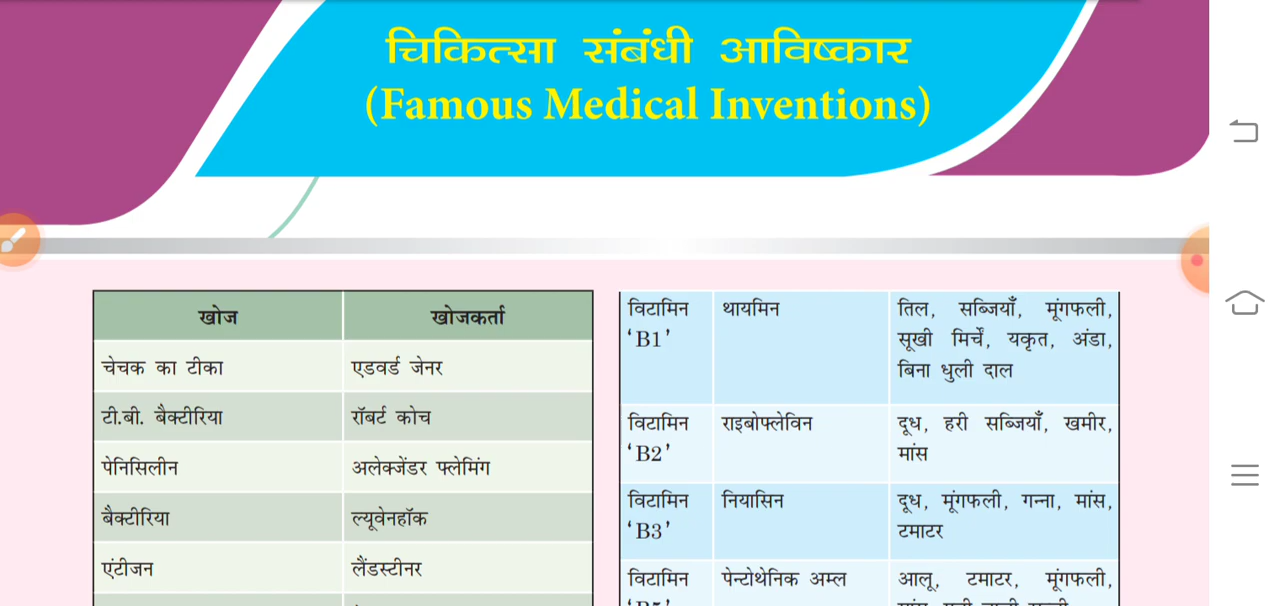 चिकित्सा संबंधी आविष्कार
(Famous Medical Inventions)
खोज खोजकर्ता
चेचक का टीका एडवर्ड जेनर
टी.बी. बैक्टीरिया रॉबर्ट कोच
पेनिसिलीन अलेक्जेंडर फ्लेमिंग
बैक्टीरिया ल्यूवेनहॉक
एंटीजन लैंडस्टीनर
विटामिन थायमिन तिल, सब्जियाँ, मूंगफली,
‘B1’ सूखी मिर्चें, यकृत, अंडा,
बिना धुली दाल
विटामिन राइबोफ्लेविन दूध, हरी सब्जियाँ, खमीर,
‘B2’ मांस
विटामिन नियासिन दूध, मूंगफली, गन्ना, मांस,
‘B3’ टमाटर
विटामिन पेन्टोथेनिक अम्ल आलू, टमाटर, मूंगफली,